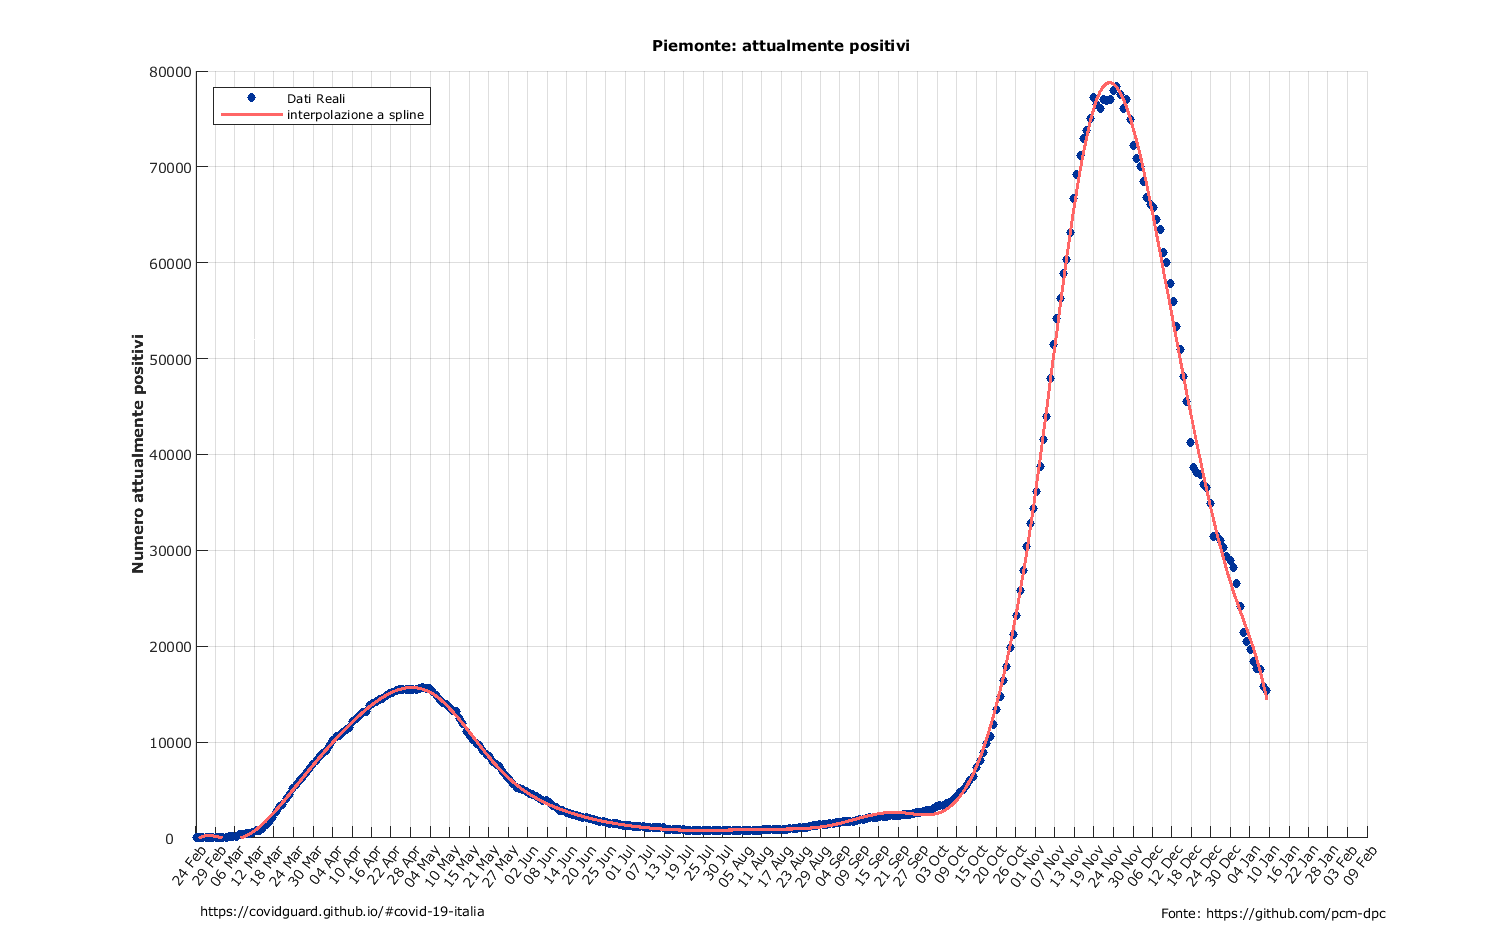 Piemonte: attualmente positivi
Dati Reali
interpolazione a spline
Numero attualmente positivi
80000
70000
60000
50000
40000
30000
20000
10000
0
24 Feb
29 Feb
06 Mar
12 Mar
18 Mar
24 Mar
30 Mar
04 Apr
10 Apr
16 Apr
22 Apr
28 Apr
04 May
10 May
15 May
21 May
27 May
02 Jun
08 Jun
14 Jun
20 Jun
25 Jun
01 Jul
07 Jul
13 Jul
19 Jul
25 Jul
30 Jul
05 Aug
11 Aug
17 Aug
23 Aug
29 Aug
04 Sep
09 Sep
15 Sep
21 Sep
27 Sep
03 Oct
09 Oct
15 Oct
20 Oct
26 Oct
01 Nov
07 Nov
13 Nov
19 Nov
24 Nov
30 Nov
06 Dec
12 Dec
18 Dec
24 Dec
30 Dec
04 Jan
10 Jan
16 Jan
22 Jan
28 Jan
03 Feb
09 Feb
https://covidguard.github.io/#covid-19-italia
Fonte: https://github.com/pcm-dpc